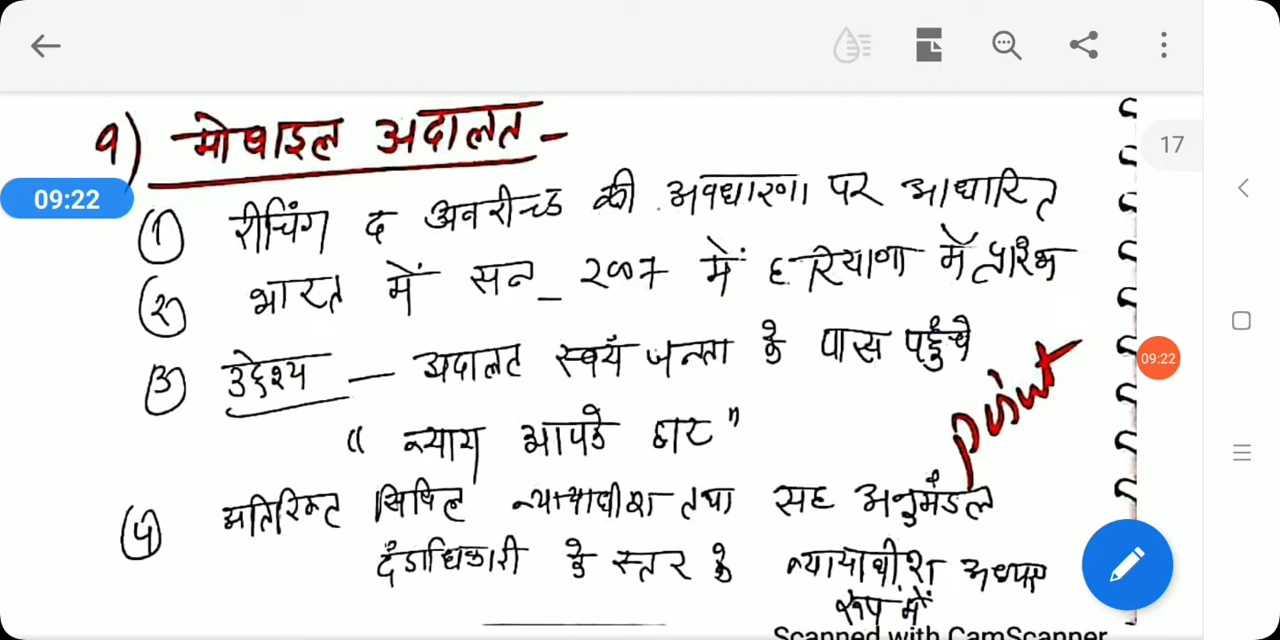 9) मोबाइल अदालत -
17
09:22
① रीचिंग द अनरीच्ड की अवधारणा पर आधारित
② भारत में सन् 2007 में हरियाणा में प्रारंभ
③ उद्देश्य — अदालत स्वयं जनता के पास पहुँचे
09:22
point
"न्याय आपके द्वार"
④ अतिरिक्त सिविल न्यायाधीश तथा सह अनुमंडल
दंडाधिकारी के स्तर के न्यायाधीश अध्यक्ष
रूप में
Scanned with CamScanner